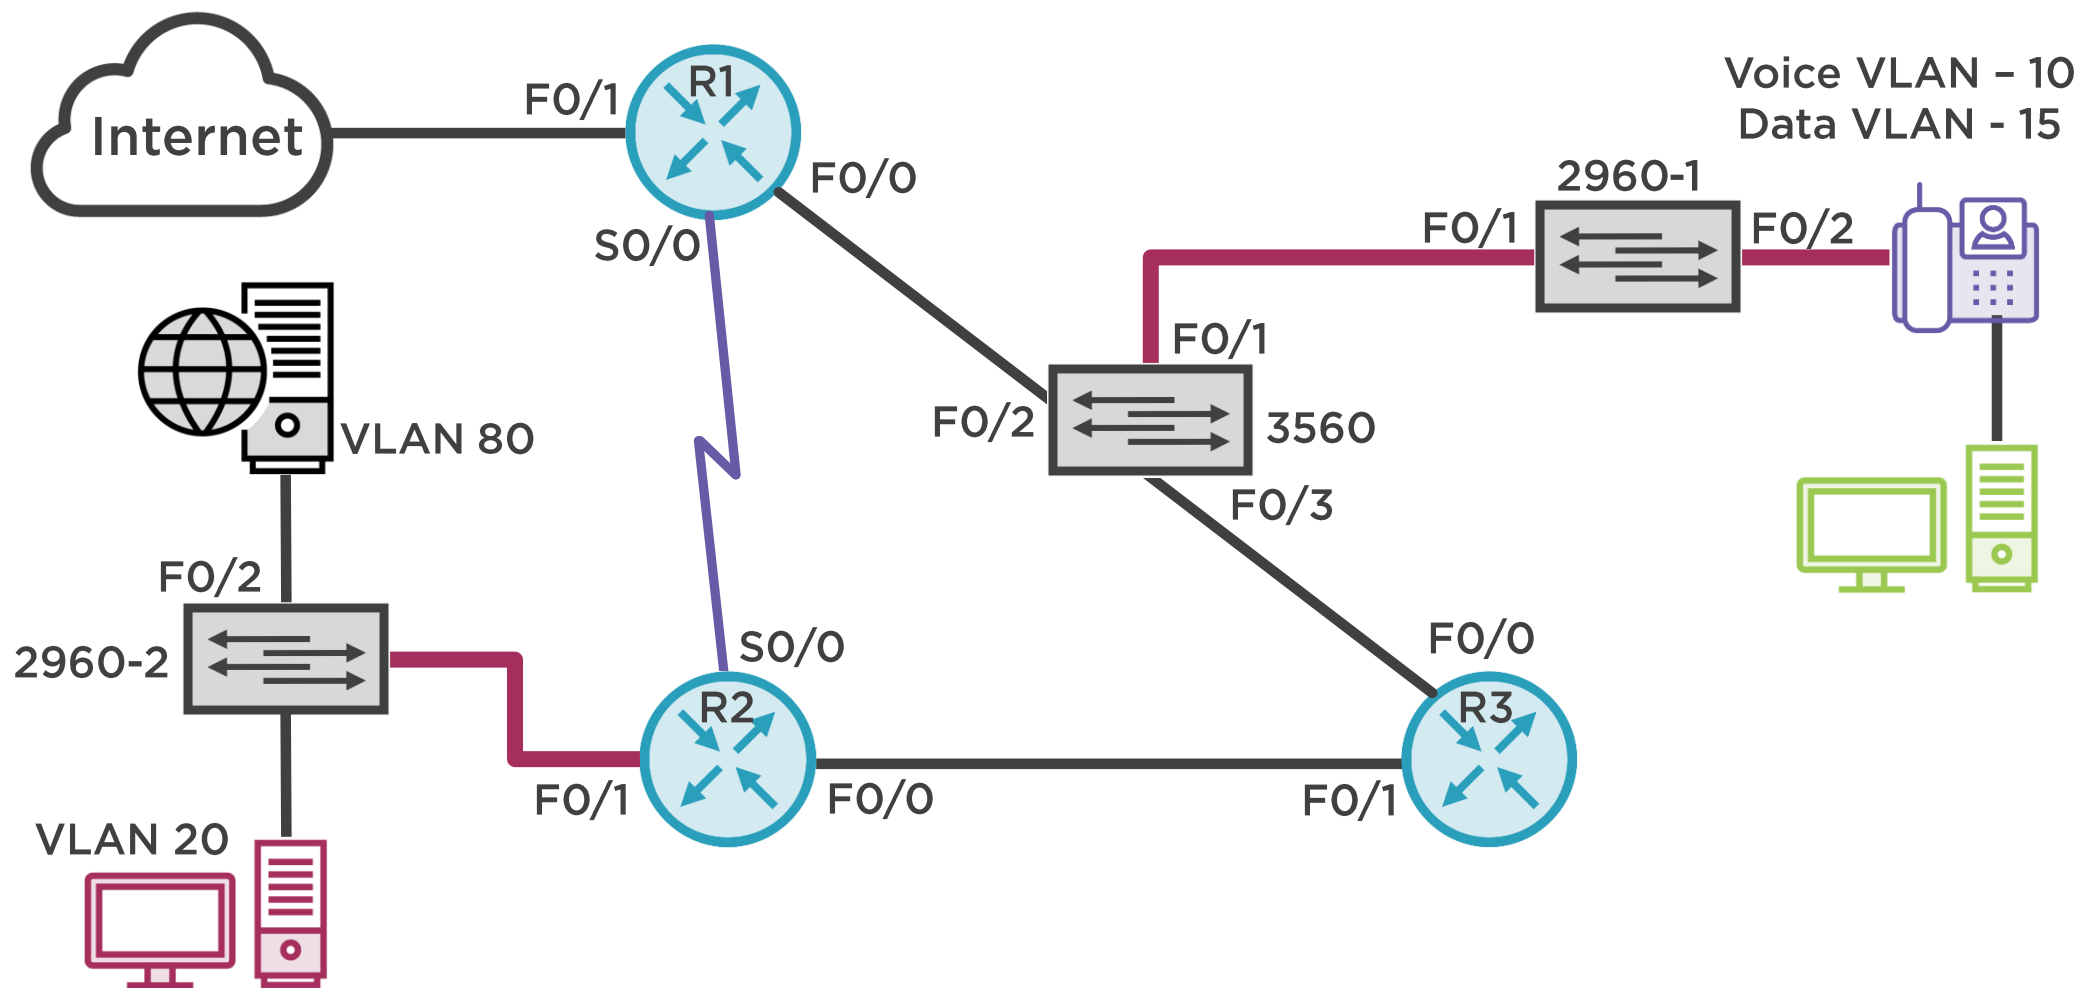 Internet
F0/1
R1
F0/0
S0/0
Voice VLAN – 10
Data VLAN - 15
2960-1
F0/1
F0/2
F0/1
F0/2
3560
F0/3
VLAN 80
F0/2
2960-2
S0/0
R2
F0/1
F0/0
F0/0
R3
F0/1
VLAN 20